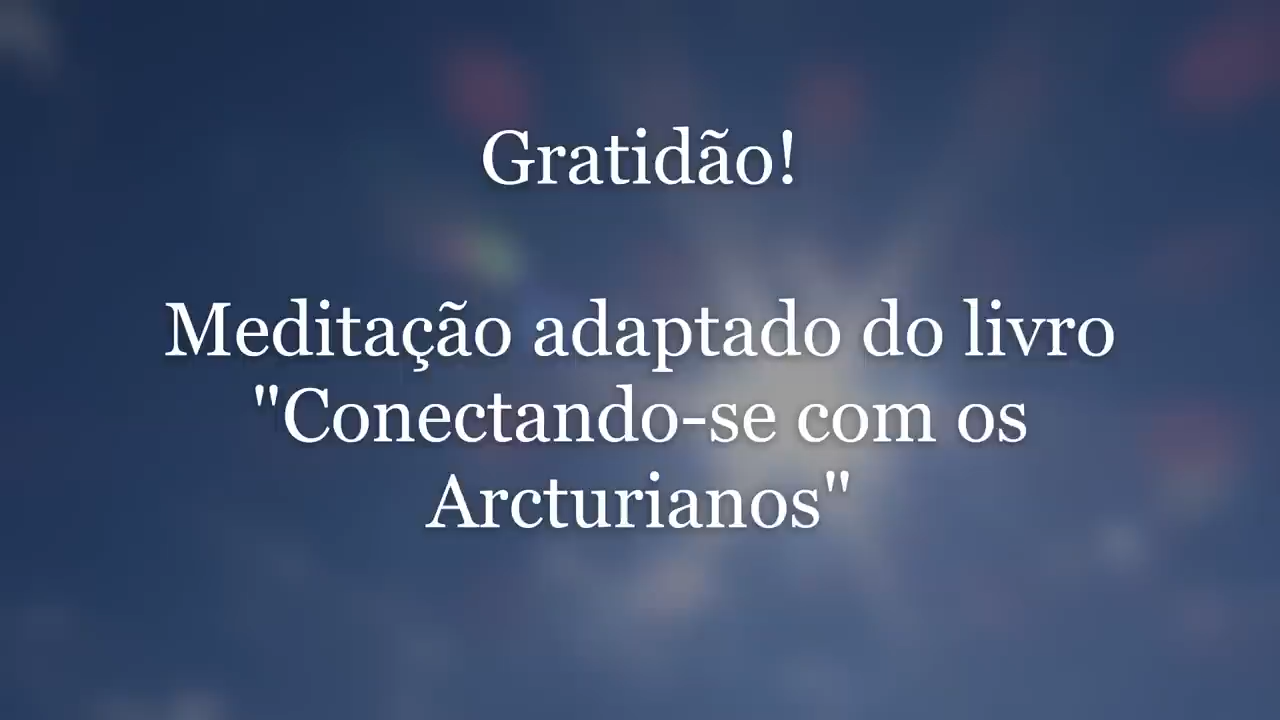 Gratidão!
Meditação adaptado do livro
"Conectando-se com os
Arcturianos"